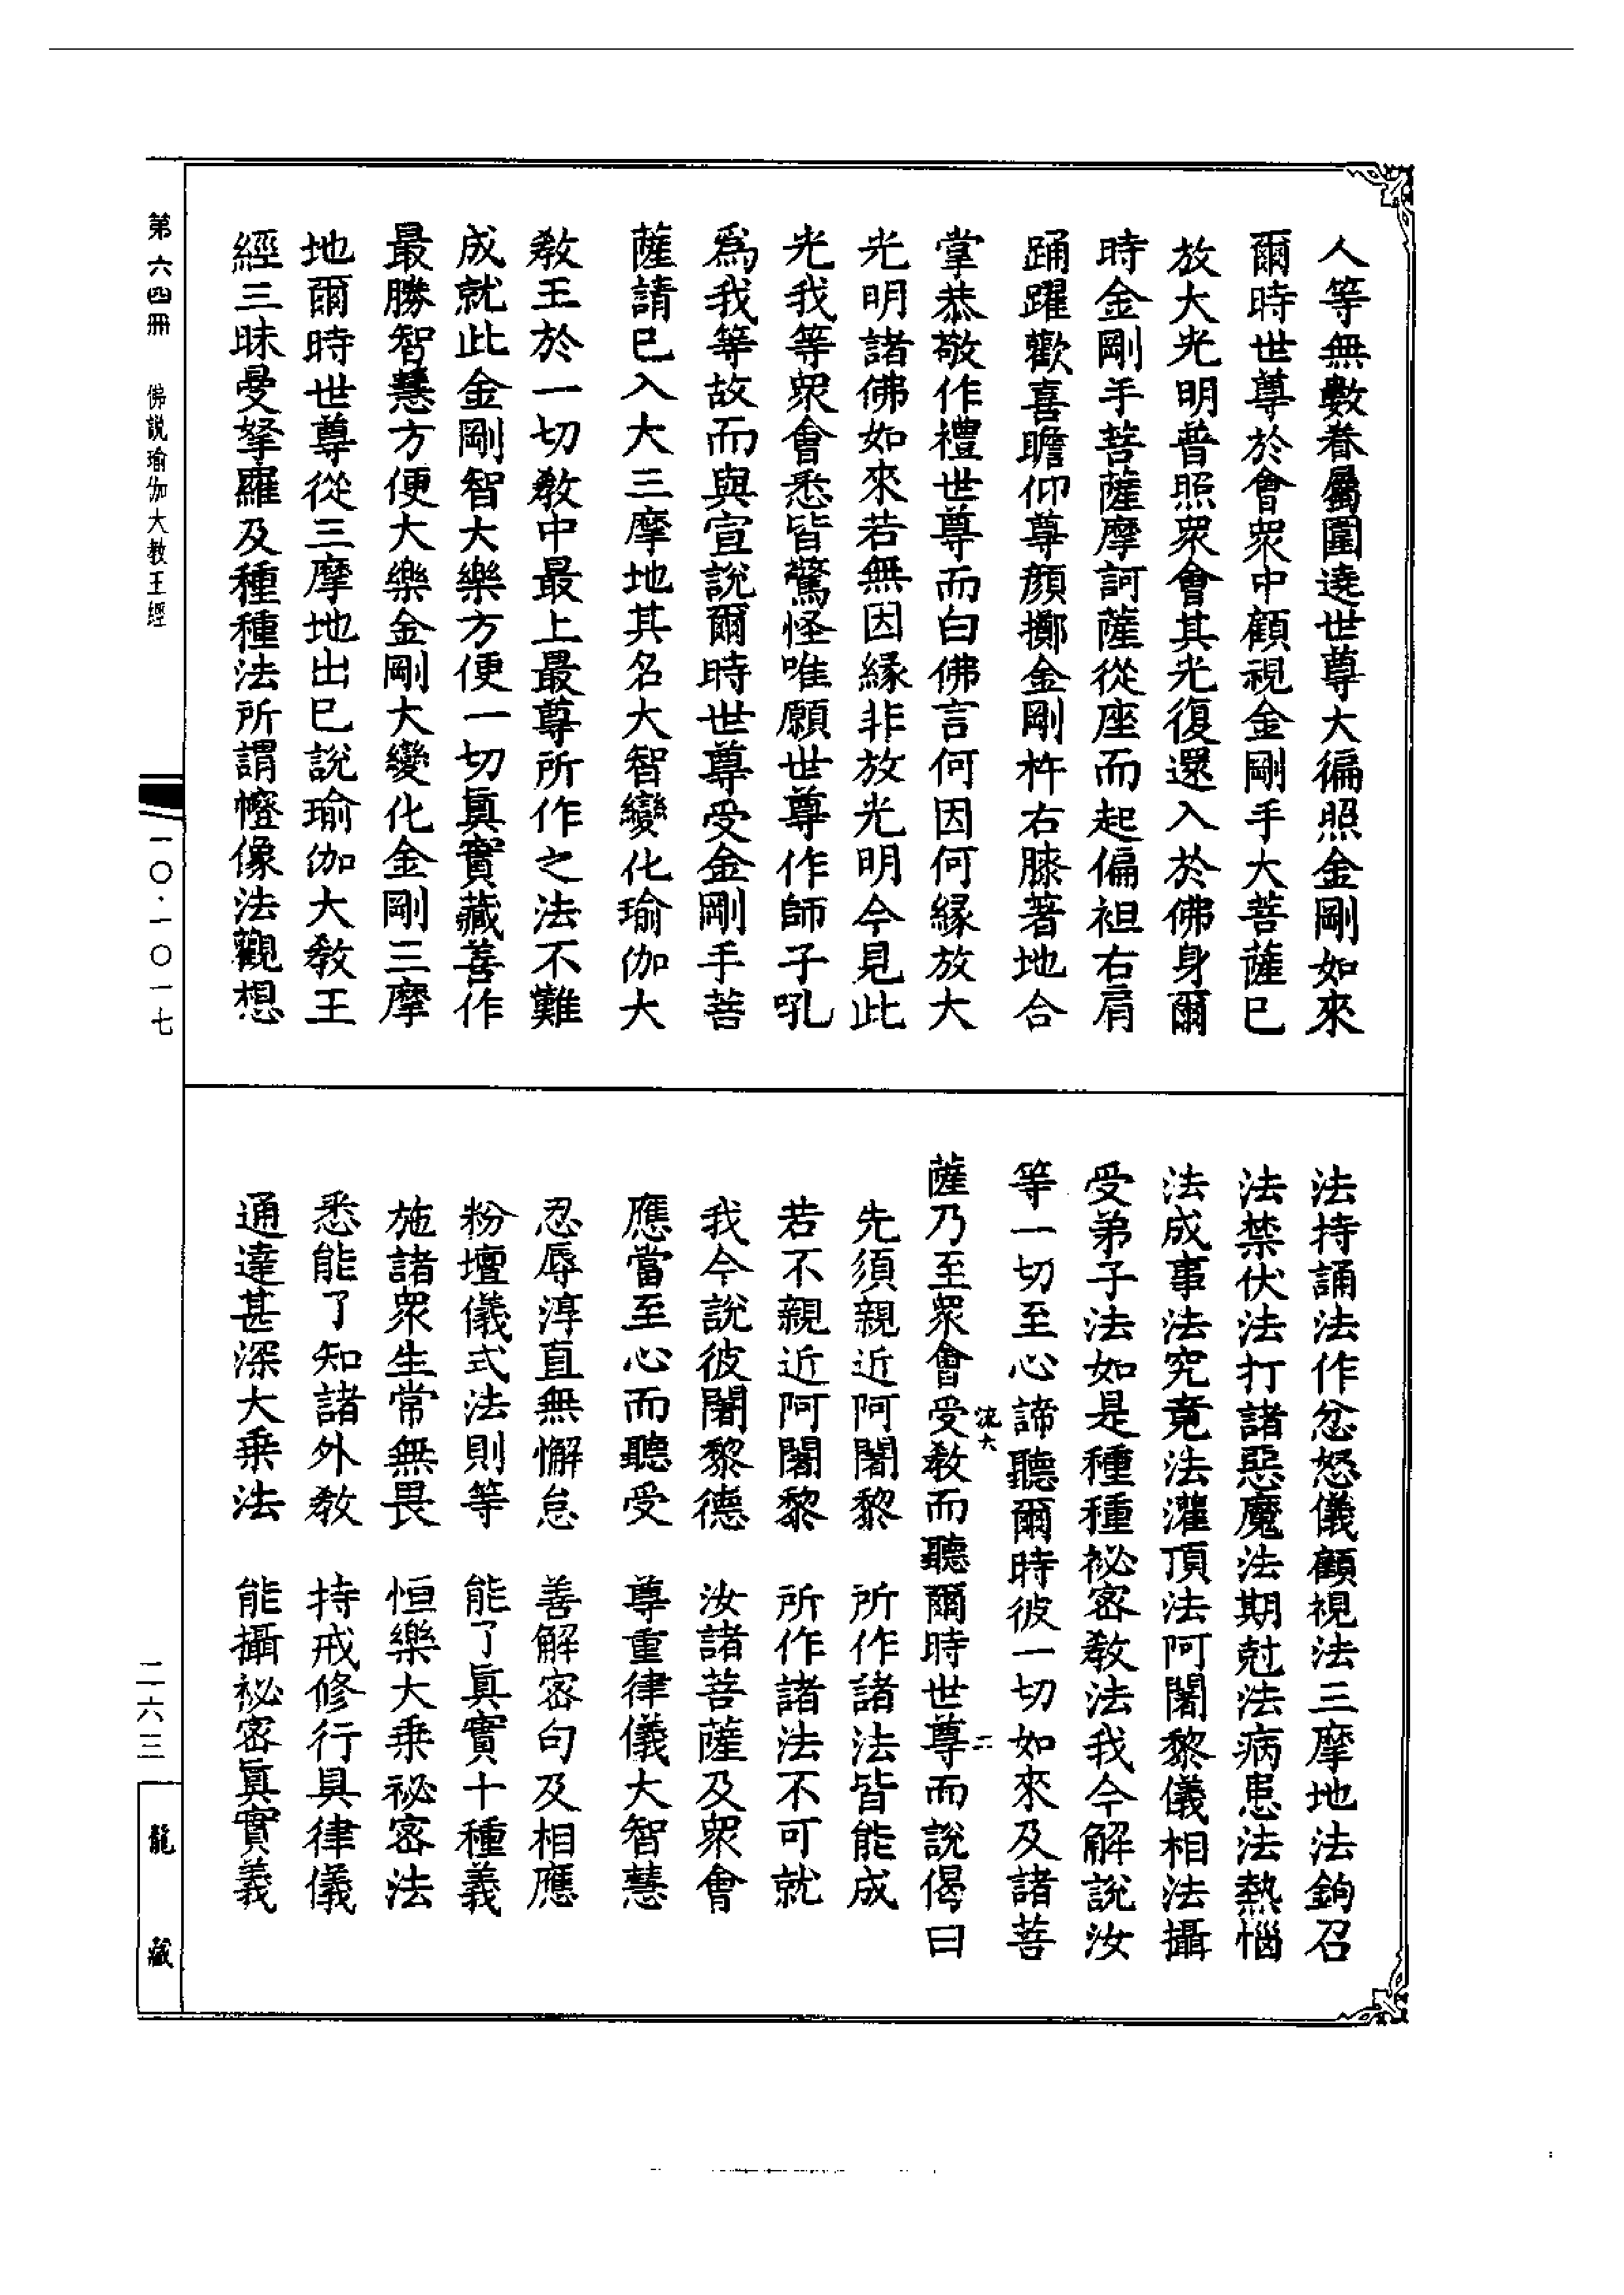 人等無數眷屬圍遶世尊大徧照金剛如來
爾時世尊於會眾中顧視金剛手大菩薩巳
放大光明普照眾會其光復還入於佛身爾
時金剛手菩薩摩訶薩從座而起偏袒右肩
踊躍歡喜瞻仰尊顏擲金剛杵右膝著地合
掌恭敬作禮世尊而白佛言何因何緣放大
光明諸佛如來若無因緣非放光明今見此
光我等眾會悉皆驚怪唯願世尊作師子吼
爲我等故而與宣說爾時世尊受金剛手菩
薩請巳入大三摩地其名大智變化瑜伽大
敎王於一切敎中最上最尊所作之法不難
成就此金剛智大樂方便一切眞實藏善作
最勝智慧方便大樂金剛大變化金剛三摩
地爾時世尊從三摩地出巳說瑜伽大敎王
經三昧曼拏羅及種種法所謂㡧像法觀想
法持誦法作忿怒儀顧視法三摩地法鉤召
法禁伏法打諸惡魔法期尅法病患法熱惱
法成事法究竟法灌頂法阿闍黎儀相法攝
受弟子法如是種種祕密敎法我今解說汝
等一切至心諦聽爾時彼一切如來及諸菩
薩乃至眾會受敎而聽爾時世尊而說偈曰
先須親近阿闍黎　所作諸法皆能成
若不親近阿闍黎　所作諸法不可就
我今說彼闍黎德　汝諸菩薩及眾會
應當至心而聽受　尊重律儀大智慧
忍辱淳直無懈怠　善解密句及相應
粉壇儀式法則等　能了眞實十種義
施諸眾生常無畏　恒樂大乘祕密法
悉能了知諸外敎　持戒修行具律儀
通達甚深大乘法　能攝祕密眞實義
第六四冊　佛說瑜伽大教王經
一〇·一〇一七
二六三
龍藏